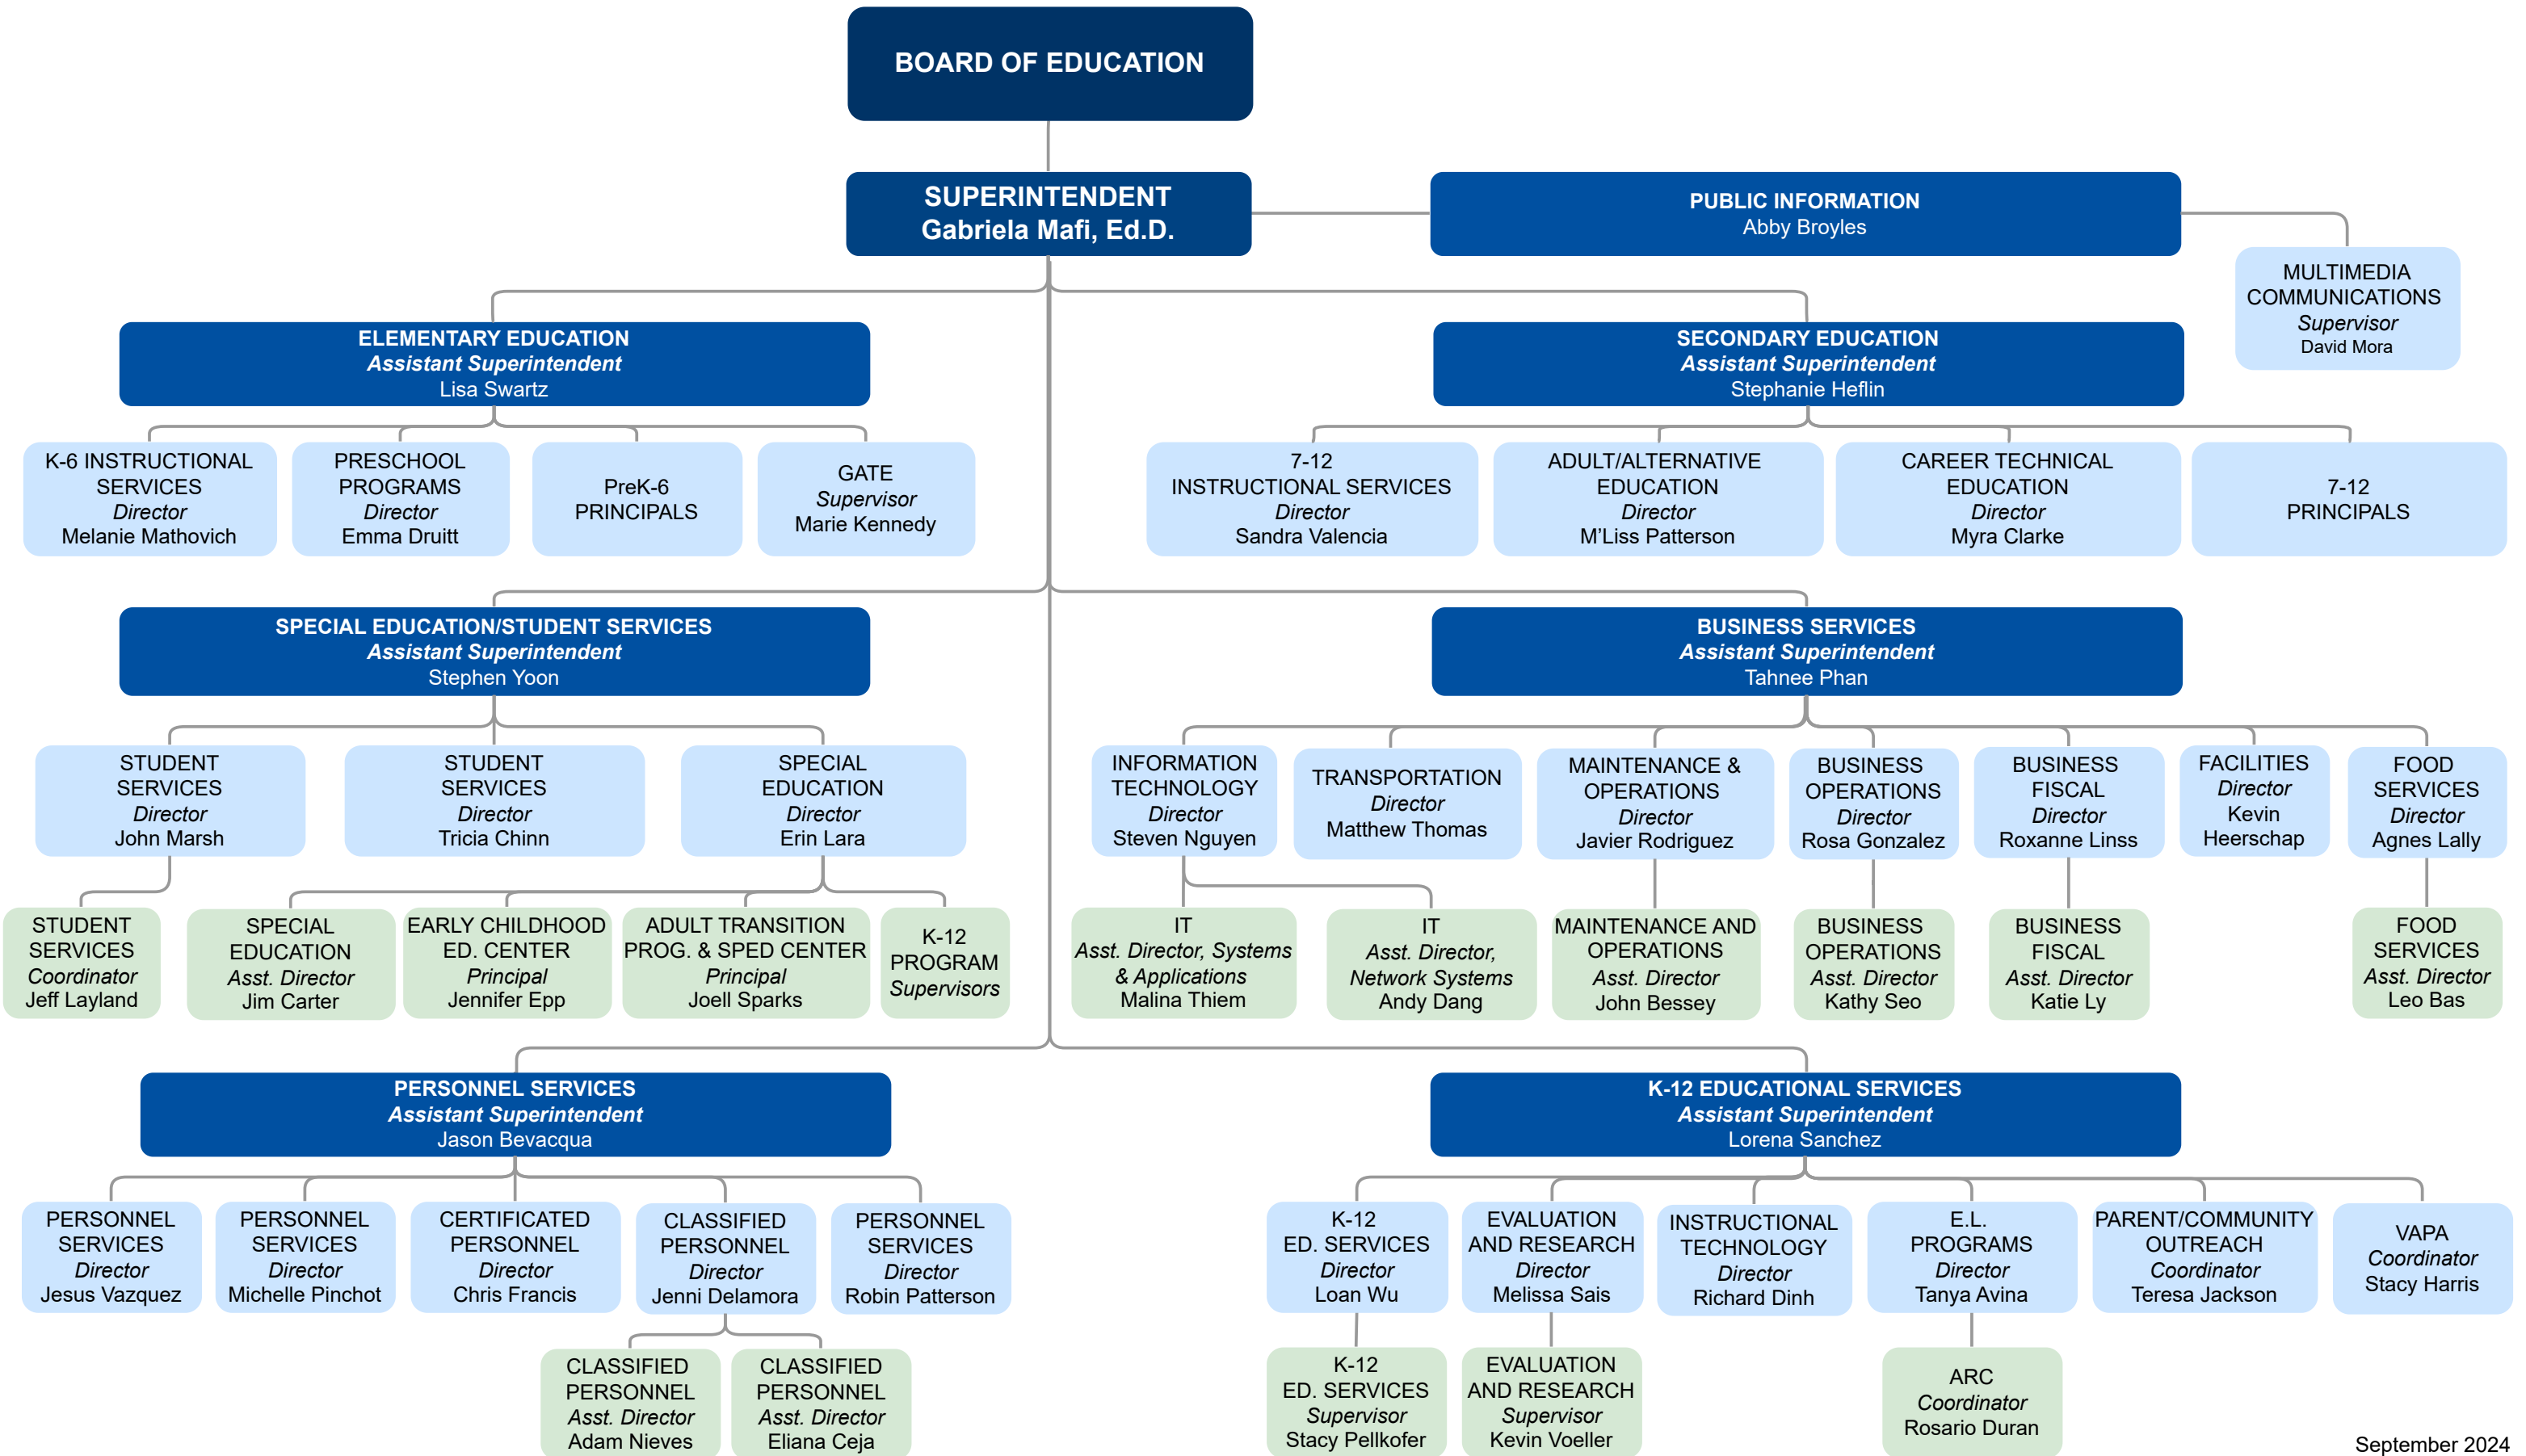 BOARD OF EDUCATION
SUPERINTENDENT
Gabriela Mafi, Ed.D.
PUBLIC INFORMATION
Abby Broyles
MULTIMEDIA
COMMUNICATIONS
Supervisor
David Mora
ELEMENTARY EDUCATION
Assistant Superintendent
Lisa Swartz
SECONDARY EDUCATION
Assistant Superintendent
Stephanie Heflin
K-6 INSTRUCTIONAL
SERVICES
Director
Melanie Mathovich
PRESCHOOL
PROGRAMS
Director
Emma Druitt
PreK-6
PRINCIPALS
GATE
Supervisor
Marie Kennedy
7-12
INSTRUCTIONAL SERVICES
Director
Sandra Valencia
ADULT/ALTERNATIVE
EDUCATION
Director
M’Liss Patterson
CAREER TECHNICAL
EDUCATION
Director
Myra Clarke
7-12
PRINCIPALS
SPECIAL EDUCATION/STUDENT SERVICES
Assistant Superintendent
Stephen Yoon
BUSINESS SERVICES
Assistant Superintendent
Tahnee Phan
STUDENT
SERVICES
Director
John Marsh
STUDENT
SERVICES
Director
Tricia Chinn
SPECIAL
EDUCATION
Director
Erin Lara
INFORMATION
TECHNOLOGY
Director
Steven Nguyen
TRANSPORTATION
Director
Matthew Thomas
MAINTENANCE &
OPERATIONS
Director
Javier Rodriguez
BUSINESS
OPERATIONS
Director
Rosa Gonzalez
BUSINESS
FISCAL
Director
Roxanne Linss
FACILITIES
Director
Kevin
Heerschap
FOOD
SERVICES
Director
Agnes Lally
STUDENT
SERVICES
Coordinator
Jeff Layland
SPECIAL
EDUCATION
Asst. Director
Jim Carter
EARLY CHILDHOOD
ED. CENTER
Principal
Jennifer Epp
ADULT TRANSITION
PROG. & SPED CENTER
Principal
Joell Sparks
K-12
PROGRAM
Supervisors
IT
Asst. Director, Systems
& Applications
Malina Thiem
IT
Asst. Director,
Network Systems
Andy Dang
MAINTENANCE AND
OPERATIONS
Asst. Director
John Bessey
BUSINESS
OPERATIONS
Asst. Director
Kathy Seo
BUSINESS
FISCAL
Asst. Director
Katie Ly
FOOD
SERVICES
Asst. Director
Leo Bas
PERSONNEL SERVICES
Assistant Superintendent
Jason Bevacqua
K-12 EDUCATIONAL SERVICES
Assistant Superintendent
Lorena Sanchez
PERSONNEL
SERVICES
Director
Jesus Vazquez
PERSONNEL
SERVICES
Director
Michelle Pinchot
CERTIFICATED
PERSONNEL
Director
Chris Francis
CLASSIFIED
PERSONNEL
Director
Jenni Delamora
PERSONNEL
SERVICES
Director
Robin Patterson
K-12
ED. SERVICES
Director
Loan Wu
EVALUATION
AND RESEARCH
Director
Melissa Sais
INSTRUCTIONAL
TECHNOLOGY
Director
Richard Dinh
E.L.
PROGRAMS
Director
Tanya Avina
PARENT/COMMUNITY
OUTREACH
Coordinator
Teresa Jackson
VAPA
Coordinator
Stacy Harris
CLASSIFIED
PERSONNEL
Asst. Director
Adam Nieves
CLASSIFIED
PERSONNEL
Asst. Director
Eliana Ceja
K-12
ED. SERVICES
Supervisor
Stacy Pellkofer
EVALUATION
AND RESEARCH
Supervisor
Kevin Voeller
ARC
Coordinator
Rosario Duran
September 2024